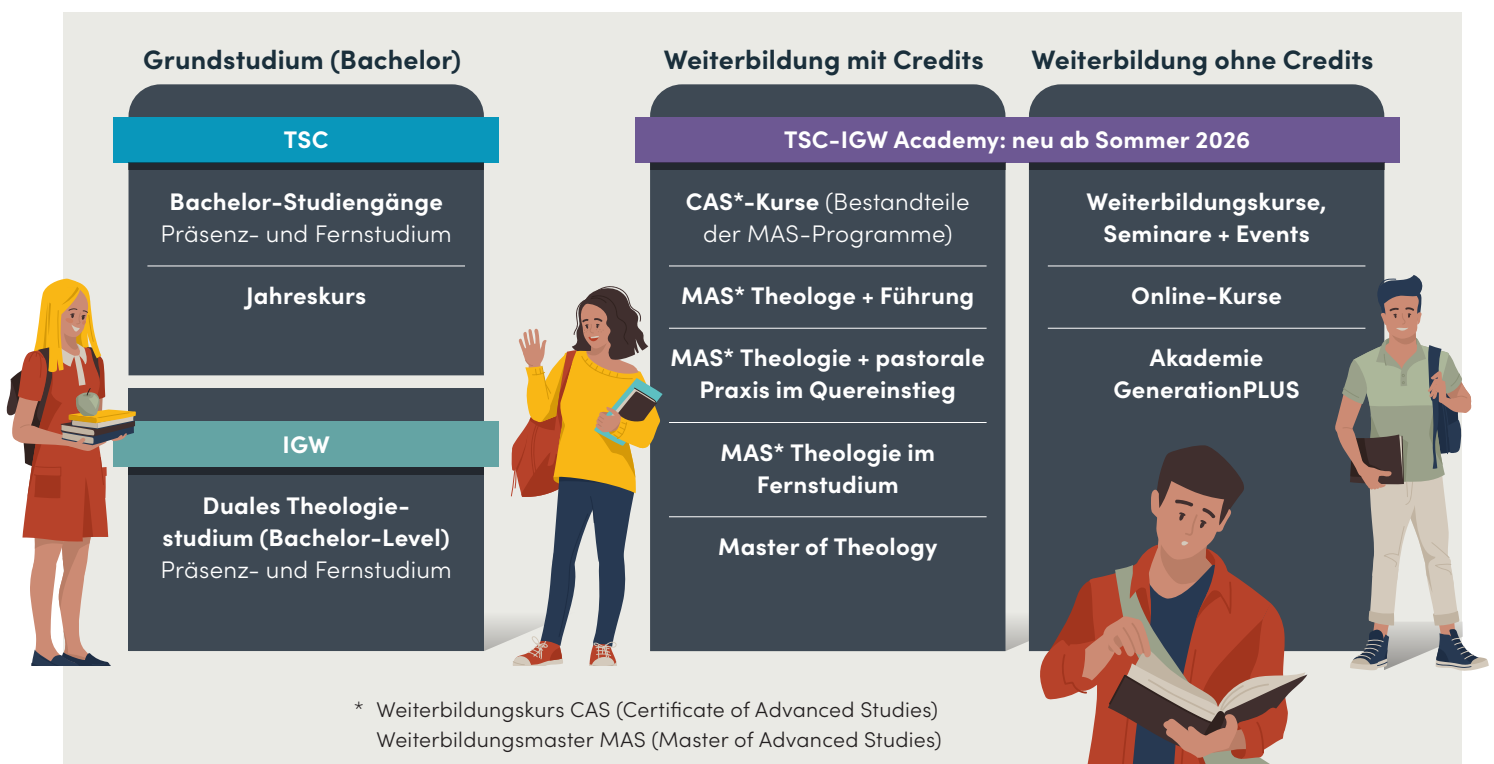 Grundstudium (Bachelor)
TSC
Bachelor-Studiengänge
Präsenz- und Fernstudium
Jahreskurs
IGW
Duales Theologie-
studium (Bachelor-Level)
Präsenz- und Fernstudium
Weiterbildung mit Credits
Weiterbildung ohne Credits
TSC-IGW Academy: neu ab Sommer 2026
CAS*-Kurse (Bestandteile
der MAS-Programme)
MAS* Theologe + Führung
MAS* Theologie + pastorale
Praxis im Quereinstieg
MAS* Theologie im
Fernstudium
Master of Theology
Weiterbildungskurse,
Seminare + Events
Online-Kurse
Akademie
GenerationPLUS
* Weiterbildungskurs CAS (Certificate of Advanced Studies)
Weiterbildungsmaster MAS (Master of Advanced Studies)